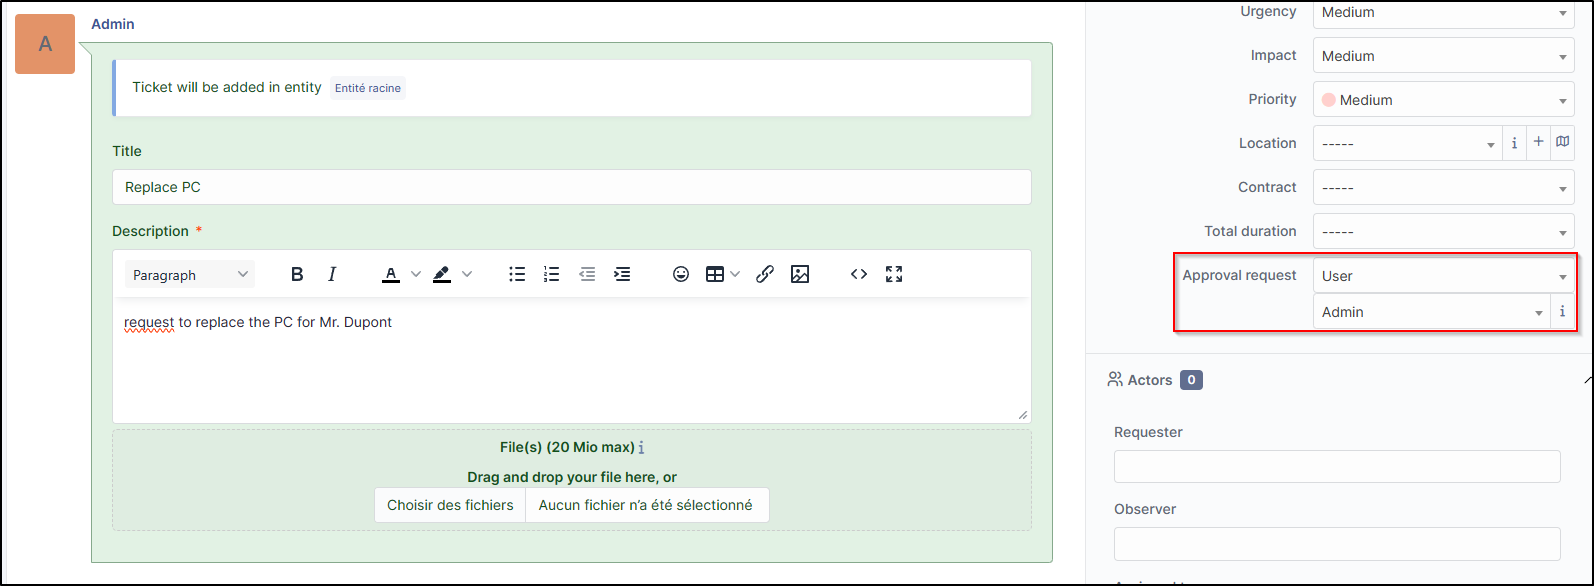 A
Admin
Ticket will be added in entity Entité racine
Title
Replace PC
Description *
Paragraph B I A
request to replace the PC for Mr. Dupont
File(s) (20 Mio max) i
Drag and drop your file here, or
Choisir des fichiers Aucun fichier n’a été sélectionné
Urgency Medium
Impact Medium
Priority Medium
Location ----- i +
Contract -----
Total duration -----
Approval request User
Admin i
Actors 0
Requester
Observer